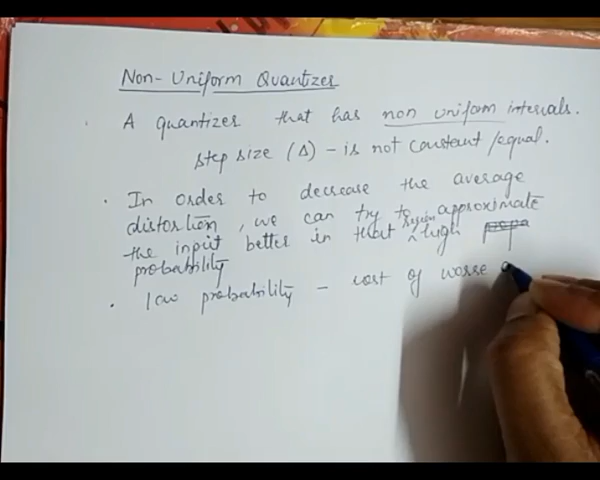 Non-Uniform Quantizer
. A quantizer that has non uniform intervals.
step size (Δ) - is not constant/equal.
. In order to decrease the average
distortion, we can try to approximate
the input better in that region high
probability
. low probability - cost of worse